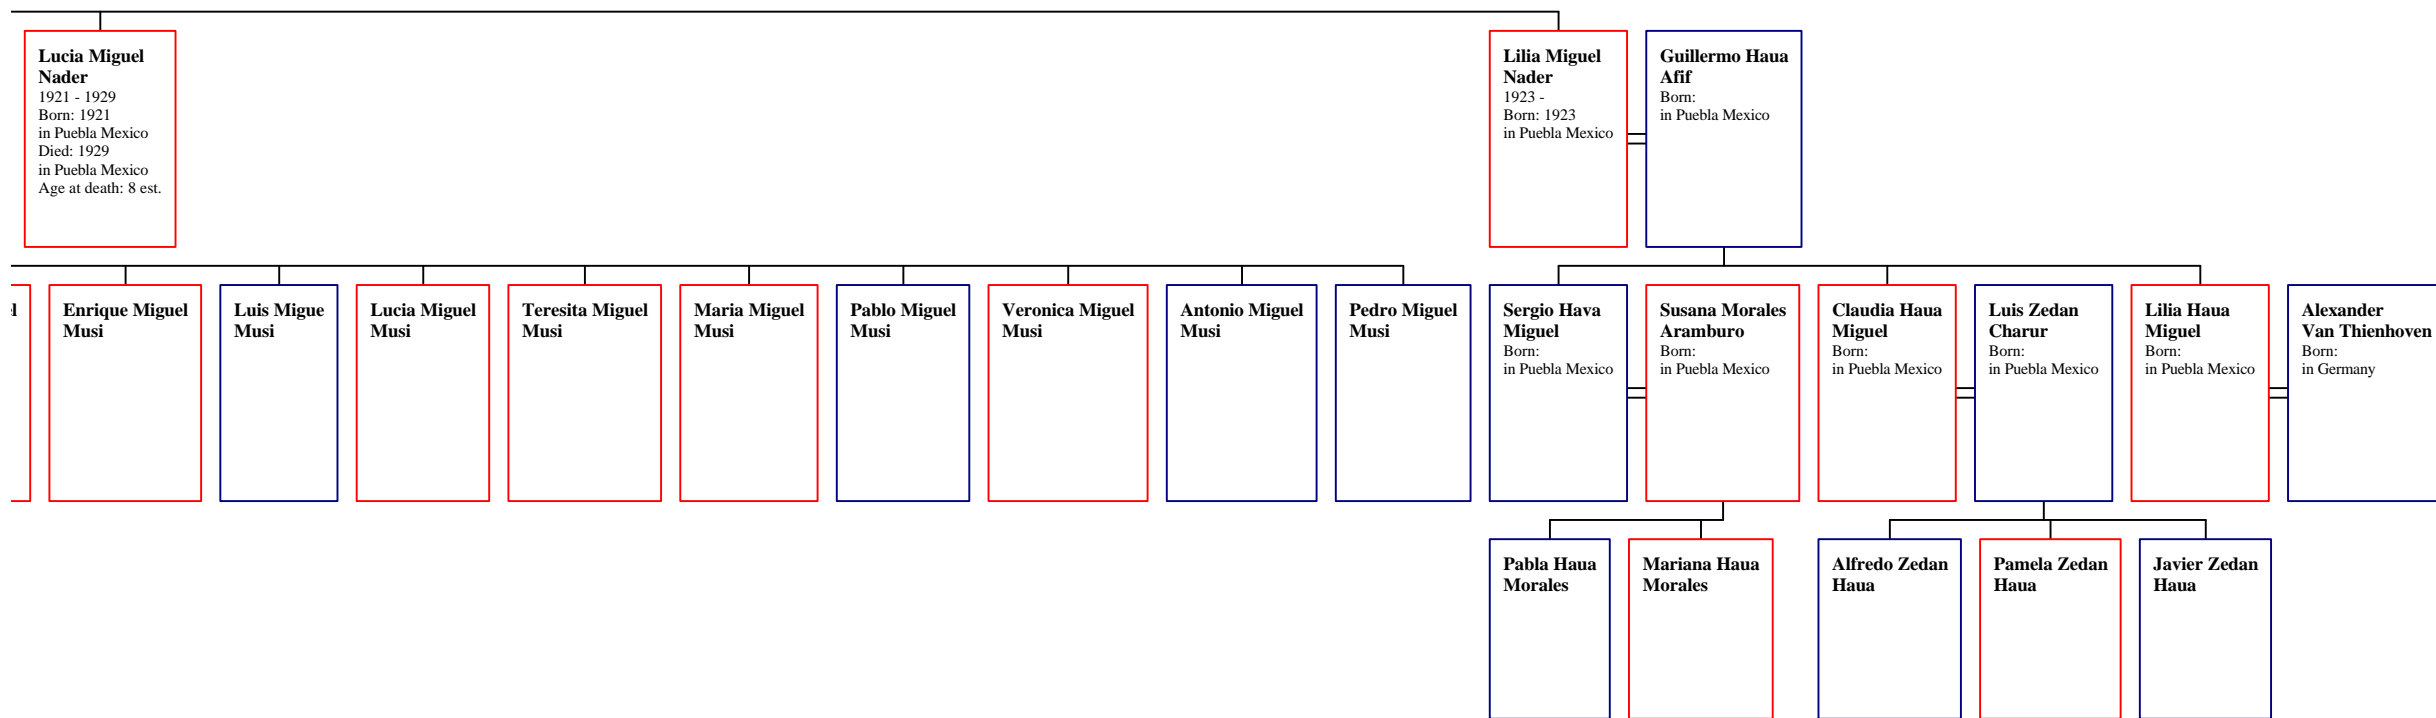 Lucia Miguel
Nader
1921 - 1929
Born: 1921
in Puebla Mexico
Died: 1929
in Puebla Mexico
Age at death: 8 est.
Lilia Miguel
Nader
1923 -
Born: 1923
in Puebla Mexico
Guillermo Haua
Afif
Born:
in Puebla Mexico
Enrique Miguel
Musi
Luis Migue
Musi
Lucia Miguel
Musi
Teresita Miguel
Musi
Maria Miguel
Musi
Pablo Miguel
Musi
Veronica Miguel
Musi
Antonio Miguel
Musi
Pedro Miguel
Musi
Sergio Hava
Miguel
Born:
in Puebla Mexico
Susana Morales
Aramburo
Born:
in Puebla Mexico
Claudia Haua
Miguel
Born:
in Puebla Mexico
Luis Zedan
Charur
Born:
in Puebla Mexico
Lilia Haua
Miguel
Born:
in Puebla Mexico
Alexander
Van Thienhoven
Born:
in Germany
Pabla Haua
Morales
Mariana Haua
Morales
Alfredo Zedan
Haua
Pamela Zedan
Haua
Javier Zedan
Haua